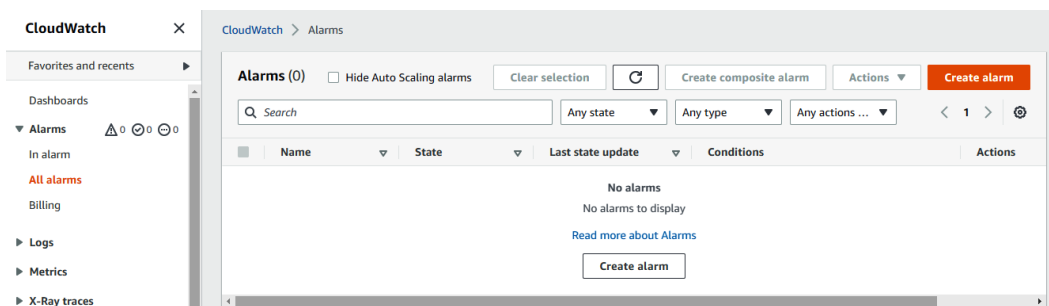 CloudWatch
CloudWatch > Alarms
Favorites and recents
Dashboards
Alarms 0 0 0
In alarm
All alarms
Billing
Logs
Metrics
X-Ray traces
Alarms (0) Hide Auto Scaling alarms Clear selection Create composite alarm Actions Create alarm
Search Any state Any type Any actions ... 1
Name State Last state update Conditions Actions
No alarms
No alarms to display
Read more about Alarms
Create alarm